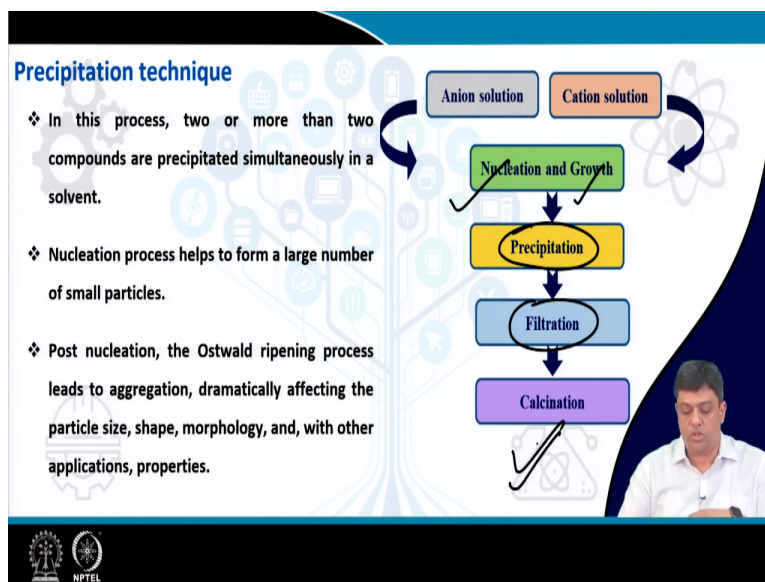 Precipitation technique
❖ In this process, two or more than two
compounds are precipitated simultaneously in a
solvent.
❖ Nucleation process helps to form a large number
of small particles.
❖ Post nucleation, the Ostwald ripening process
leads to aggregation, dramatically affecting the
particle size, shape, morphology, and, with other
applications, properties.
Anion solution
Cation solution
Nucleation and Growth
Precipitation
Filtration
Calcination
NPTEL